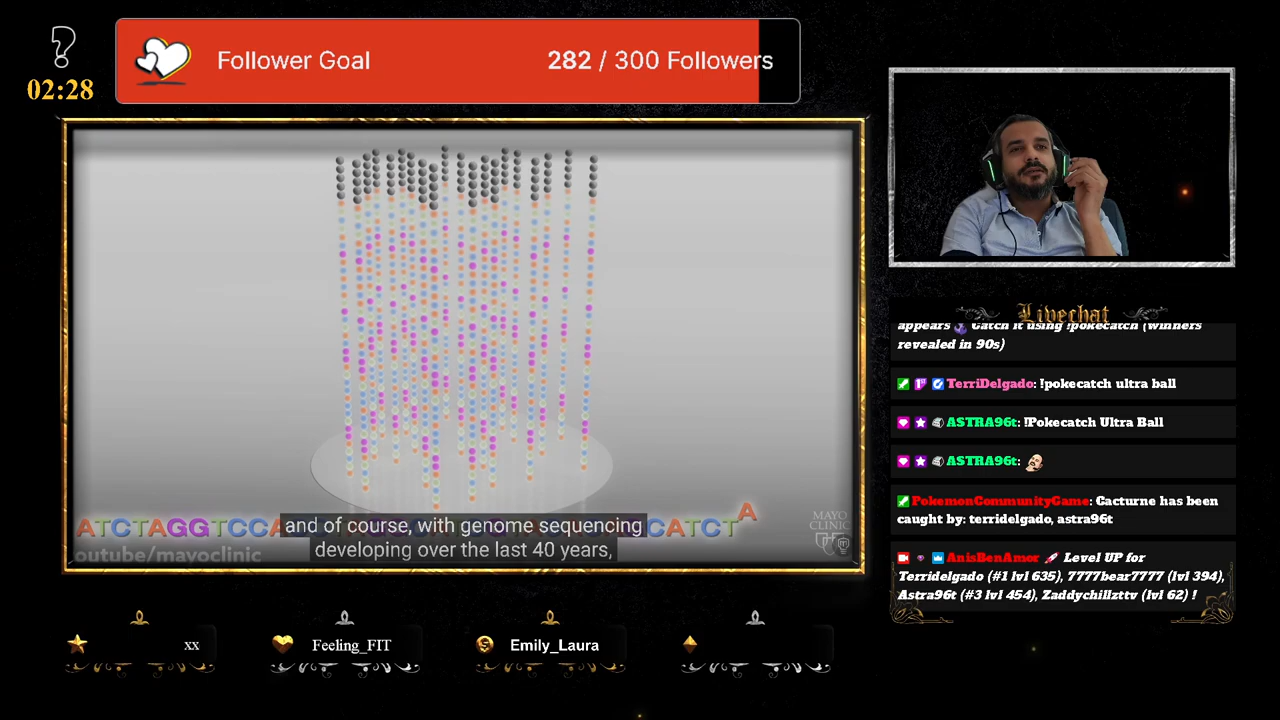 02:28
Follower Goal
282 / 300 Followers
ATCTAGGTCCA
CATCT
A
outube/mayoclinic
and of course, with genome sequencing
developing over the last 40 years,
MAYO
CLINIC
Livechat
appears Catch it using !pokecatch (winners
revealed in 90s)
TerriDelgado: !pokecatch ultra ball
ASTRA96t: !Pokecatch Ultra Ball
ASTRA96t:
PokemonCommunityGame: Cacturne has been
caught by: terridelgado, astra96t
AnisBenAmor Level UP for
Terridelgado (#1 lvl 635), 7777bear7777 (lvl 394),
Astra96t (#3 lvl 454), Zaddychillzttv (lvl 62) !
xx
Feeling_FIT
Emily_Laura